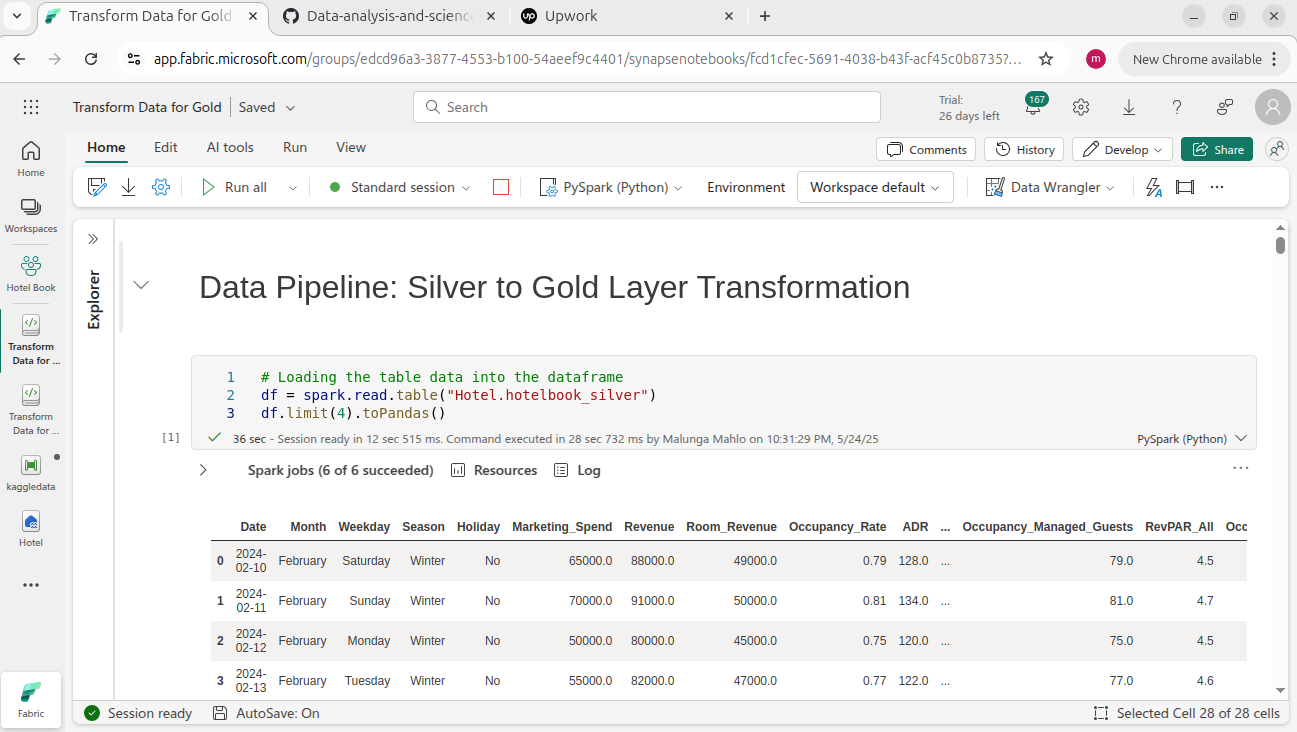 Transform Data for Gold
Data-analysis-and-science
Upwork
app.fabric.microsoft.com/groups/edcd96a3-3877-4553-b100-54aeef9c4401/synapsenotebooks/fcd1cfec-5691-4038-b43f-acf45c0b8735?...
m
New Chrome available
Transform Data for Gold
Saved
Search
Trial:
26 days left
167
Home Edit AI tools Run View
Comments History Develop Share
Run all Standard session PySpark (Python) Environment Workspace default Data Wrangler ...
Home
Workspaces
Hotel Book
Transform
Data for ...
Transform
Data for ...
kaggledata
Hotel
...
Fabric
Explorer
Data Pipeline: Silver to Gold Layer Transformation
1 # Loading the table data into the dataframe
2 df = spark.read.table("Hotel.hotelbook_silver")
3 df.limit(4).toPandas()
[1] 36 sec - Session ready in 12 sec 515 ms. Command executed in 28 sec 732 ms by Malunga Mahlo on 10:31:29 PM, 5/24/25 PySpark (Python)
Spark jobs (6 of 6 succeeded) Resources Log ...
Date Month Weekday Season Holiday Marketing_Spend Revenue Room_Revenue Occupancy_Rate ADR ... Occupancy_Managed_Guests RevPAR_All Occ
0 2024-02-10 February Saturday Winter No 65000.0 88000.0 49000.0 0.79 128.0 ... 79.0 4.5
1 2024-02-11 February Sunday Winter No 70000.0 91000.0 50000.0 0.81 134.0 ... 81.0 4.7
2 2024-02-12 February Monday Winter No 50000.0 80000.0 45000.0 0.75 120.0 ... 75.0 4.5
3 2024-02-13 February Tuesday Winter No 55000.0 82000.0 47000.0 0.77 122.0 ... 77.0 4.6
Session ready AutoSave: On Selected Cell 28 of 28 cells